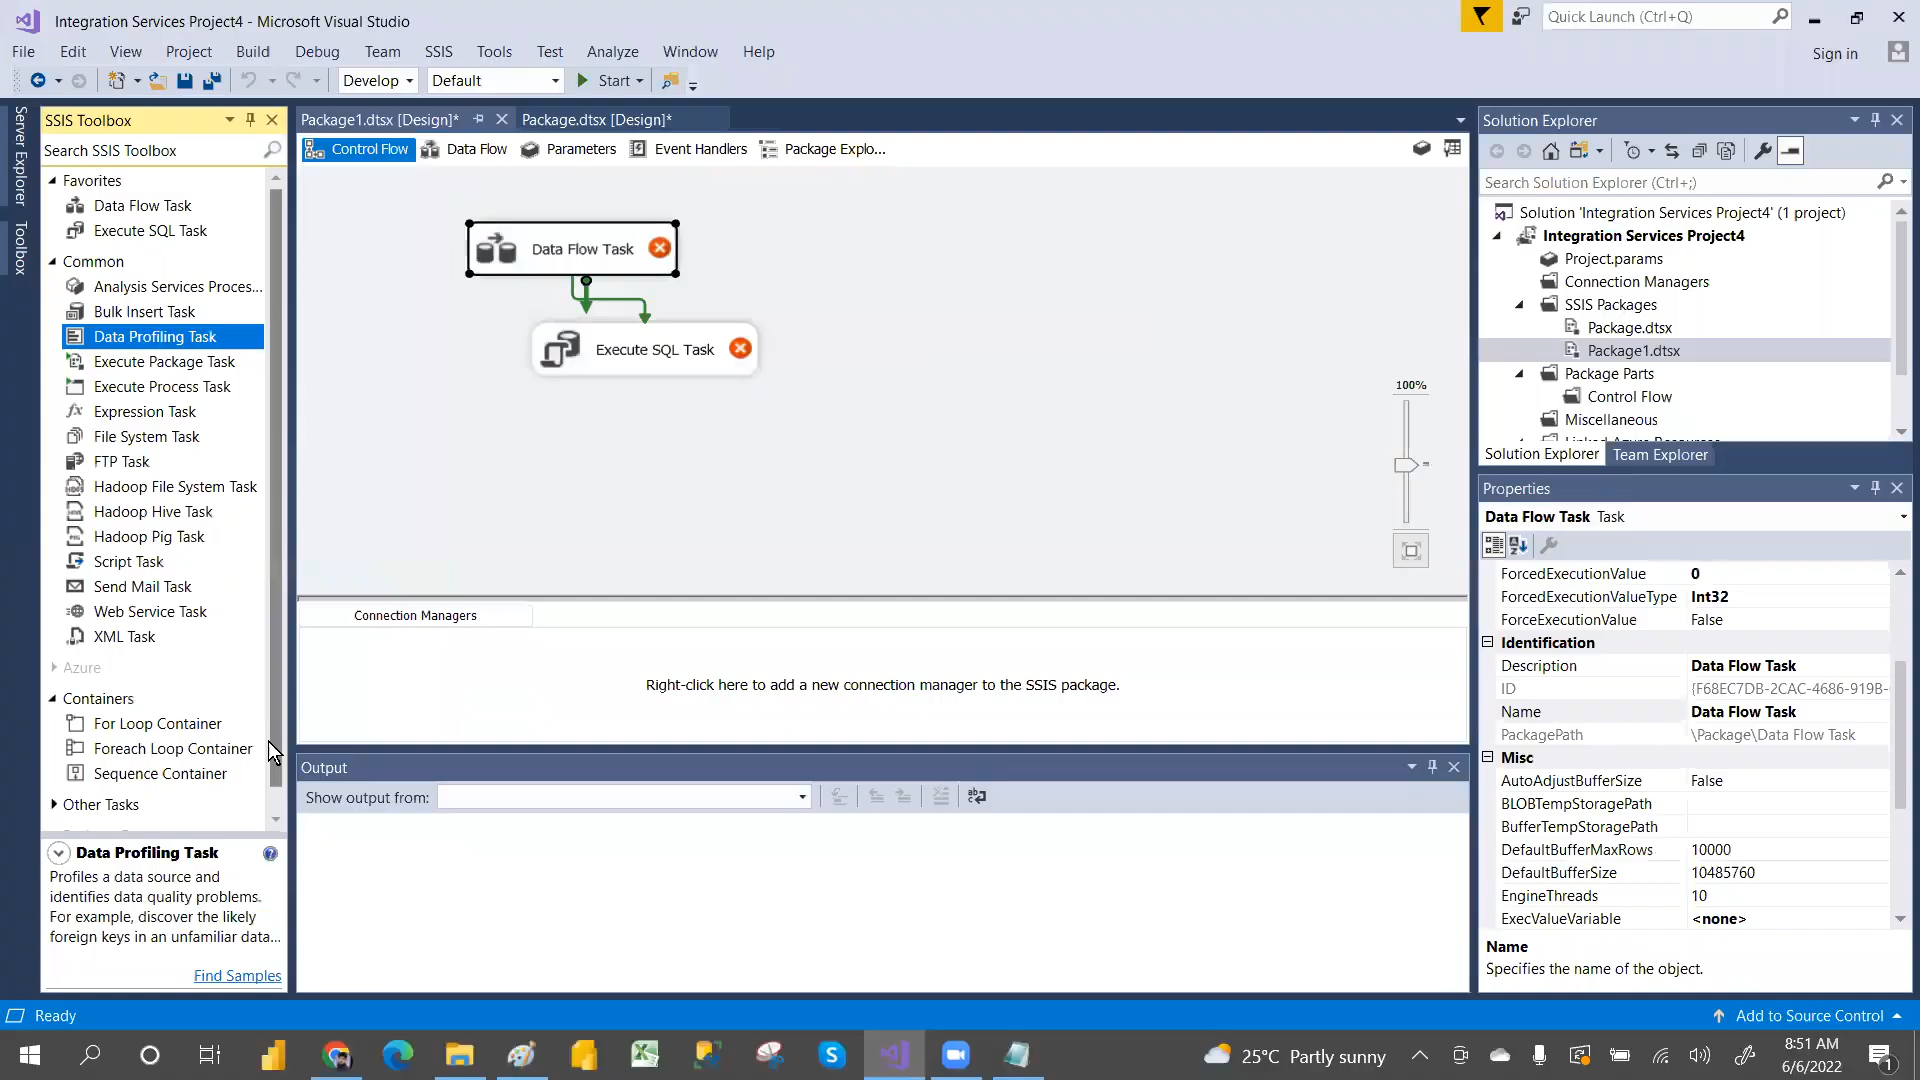 Integration Services Project4 - Microsoft Visual Studio
Quick Launch (Ctrl+Q)
File Edit View Project Build Debug Team SSIS Tools Test Analyze Window Help
Sign in
Develop Default Start
Server Explorer
Toolbox
SSIS Toolbox
Search SSIS Toolbox
Favorites
Data Flow Task
Execute SQL Task
Common
Analysis Services Proces...
Bulk Insert Task
Data Profiling Task
Execute Package Task
Execute Process Task
Expression Task
File System Task
FTP Task
Hadoop File System Task
Hadoop Hive Task
Hadoop Pig Task
Script Task
Send Mail Task
Web Service Task
XML Task
Azure
Containers
For Loop Container
Foreach Loop Container
Sequence Container
Other Tasks
Data Profiling Task
Profiles a data source and
identifies data quality problems.
For example, discover the likely
foreign keys in an unfamiliar data...
Find Samples
Package1.dtsx [Design]* Package.dtsx [Design]*
Control Flow Data Flow Parameters Event Handlers Package Explo...
Data Flow Task
Execute SQL Task
100%
Connection Managers
Right-click here to add a new connection manager to the SSIS package.
Output
Show output from:
Solution Explorer
Search Solution Explorer (Ctrl+;)
Solution 'Integration Services Project4' (1 project)
Integration Services Project4
Project.params
Connection Managers
SSIS Packages
Package.dtsx
Package1.dtsx
Package Parts
Control Flow
Miscellaneous
Linked Azure Resources
Solution Explorer Team Explorer
Properties
Data Flow Task Task
ForcedExecutionValue 0
ForcedExecutionValueType Int32
ForceExecutionValue False
Identification
Description Data Flow Task
ID {F68EC7DB-2CAC-4686-919B-
Name Data Flow Task
PackagePath \Package\Data Flow Task
Misc
AutoAdjustBufferSize False
BLOBTempStoragePath
BufferTempStoragePath
DefaultBufferMaxRows 10000
DefaultBufferSize 10485760
EngineThreads 10
ExecValueVariable <none>
Name
Specifies the name of the object.
Ready
Add to Source Control
25°C Partly sunny
8:51 AM
6/6/2022
1